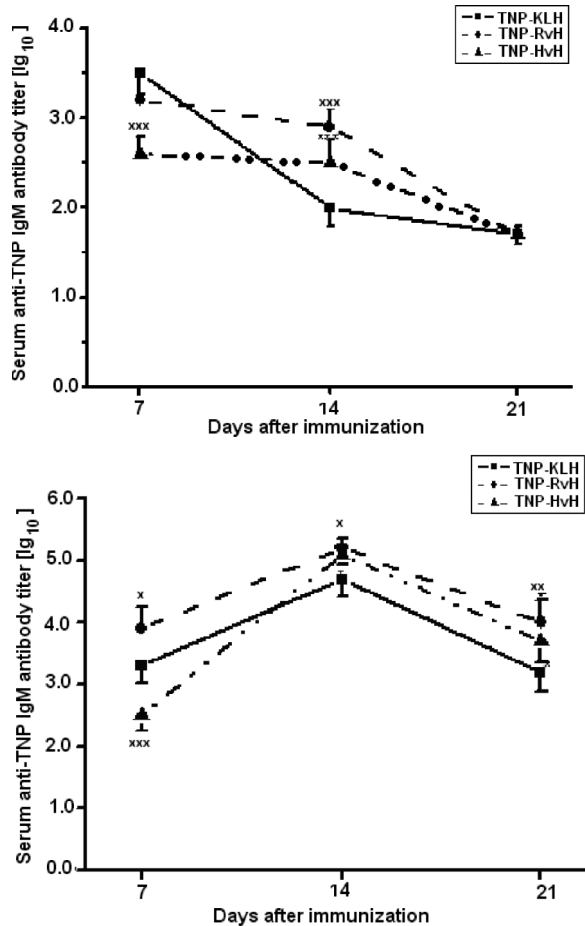 Serum anti-TNP IgM antibody titer [lg10]
4.0
3.0
2.0
1.0
0.0
TNP-KLH
TNP-RvH
TNP-HvH
xxx
xxx
xxx
7
14
21
Days after immunization
Serum anti-TNP IgM antibody titer [lg10]
6.0
5.0
4.0
3.0
2.0
0.0
TNP-KLH
TNP-RvH
TNP-HvH
x
x
xx
xxx
7
14
21
Days after immunization